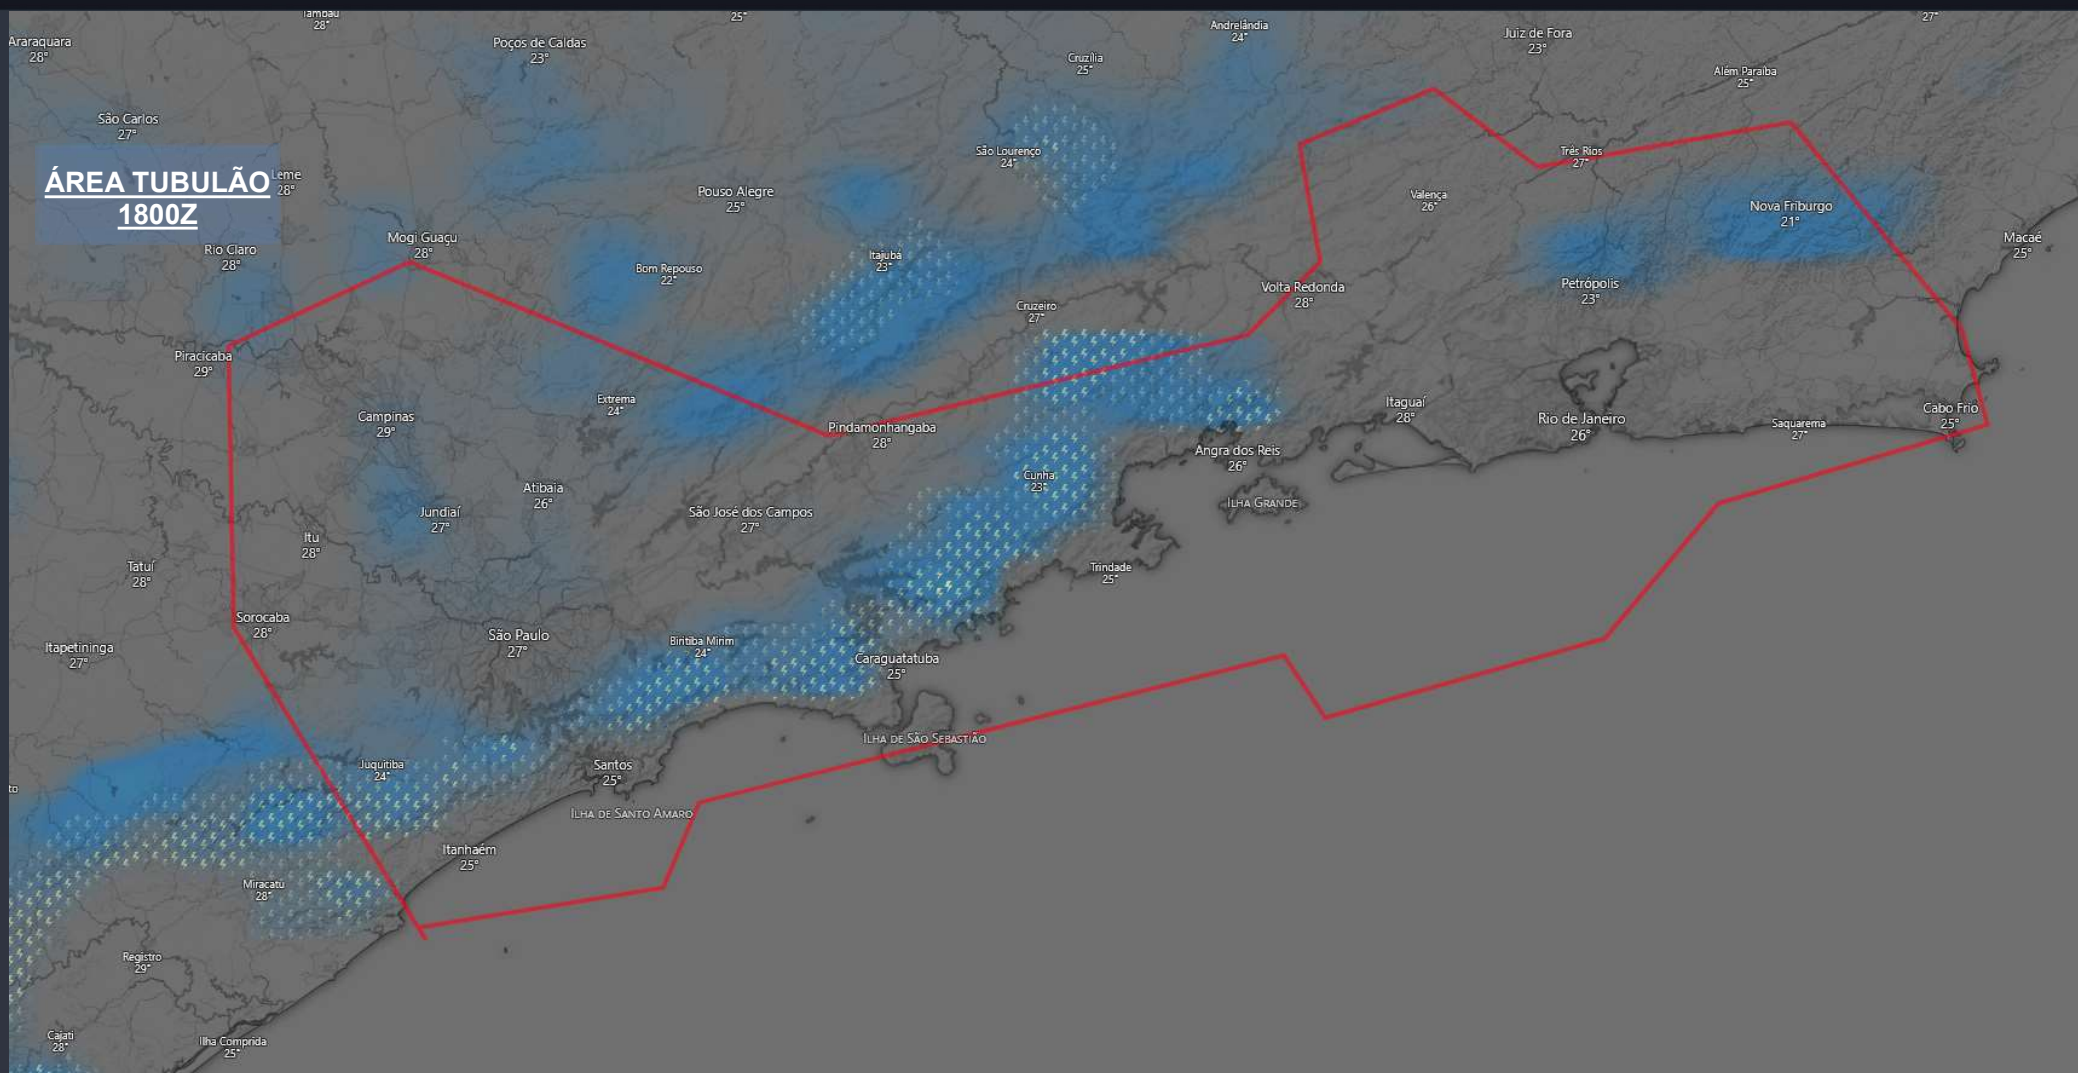 Tambaú
28°
25°
27°
Araraquara
28°
Poços de Caldas
23°
Andrelândia
24°
Cruzília
25°
Juiz de Fora
23°
Além Paraíba
25°
São Carlos
27°
ÁREA TUBULÃO
1800Z
Leme
28°
São Lourenço
24°
Três Rios
27°
Pouso Alegre
25°
Valença
26°
Nova Friburgo
21°
Mogi Guaçu
28°
Rio Claro
28°
Macaé
25°
Itajubá
23°
Bom Repouso
22°
Volta Redonda
28°
Petrópolis
23°
Cruzeiro
27°
Piracicaba
29°
Extrema
24°
Itaguaí
28°
Campinas
29°
Rio de Janeiro
26°
Saquarema
27°
Cabo Frio
25°
Pindamonhangaba
28°
Angra dos Reis
26°
Cunha
23°
Atibaia
26°
Ilha Grande
Jundiaí
27°
São José dos Campos
27°
Itu
28°
Tatuí
28°
Trindade
25°
Sorocaba
28°
São Paulo
27°
Biritiba Mirim
24°
Itapetininga
27°
Caraguatatuba
25°
Ilha de São Sebastião
Juquitiba
24°
Santos
25°
to
Ilha de Santo Amaro
Itanhaém
25°
Miracatu
28°
Registro
29°
Cajati
28°
Ilha Comprida
25°